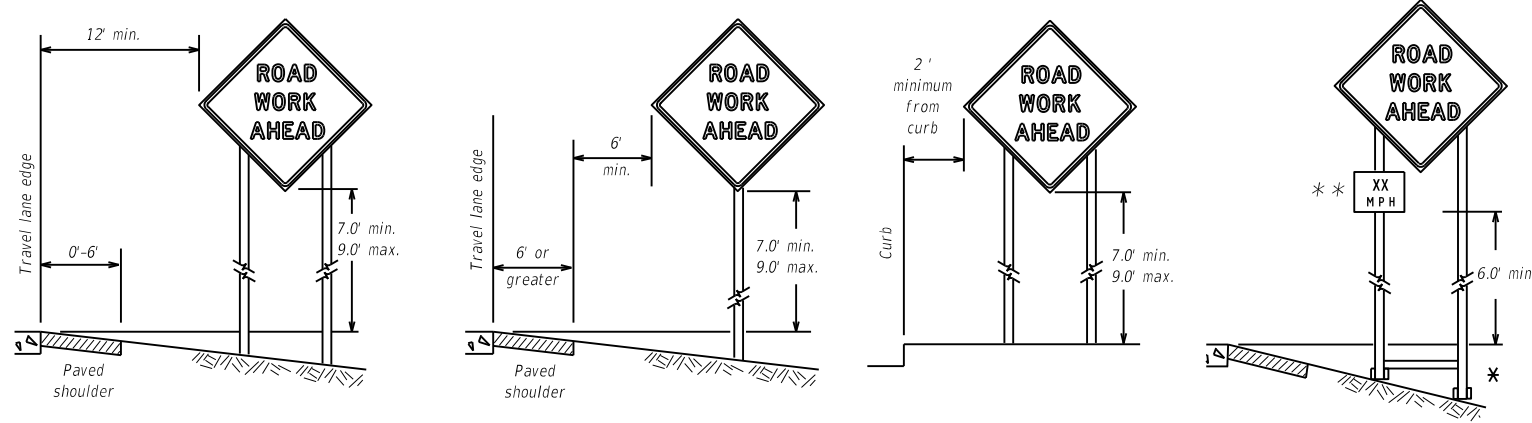 12' min.
ROAD
WORK
AHEAD
Travel lane edge
0'-6'
7.0' min.
9.0' max.
Paved
shoulder
ROAD
WORK
AHEAD
Travel lane edge
6'
min.
6' or
greater
7.0' min.
9.0' max.
Paved
shoulder
2 '
minimum
from
curb
ROAD
WORK
AHEAD
Curb
7.0' min.
9.0' max.
ROAD
WORK
AHEAD
* *
XX
MPH
6.0' min
*